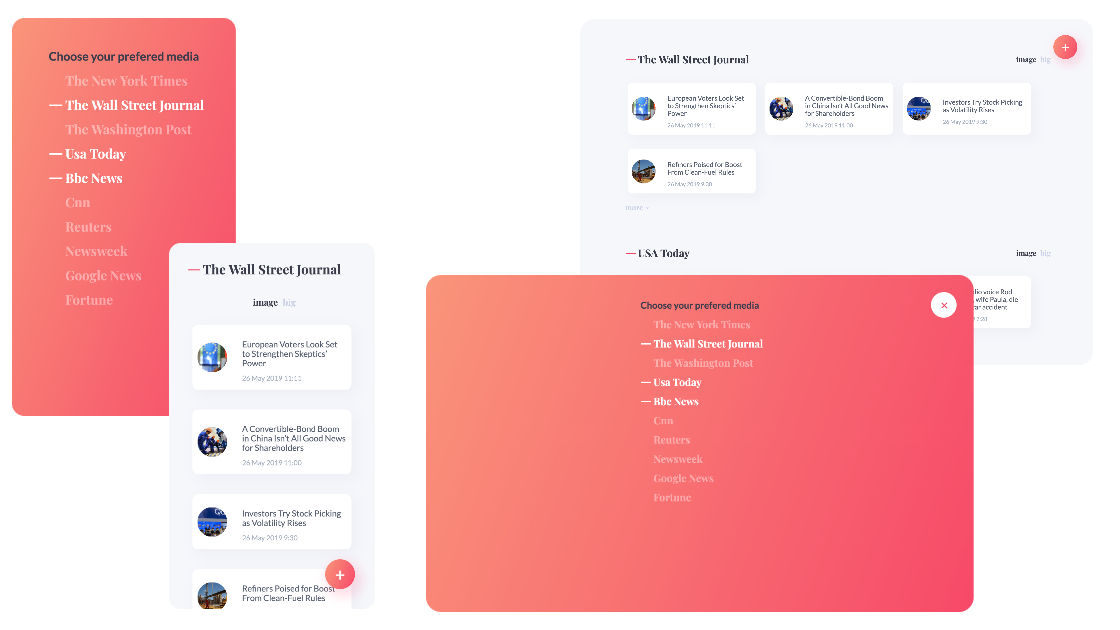 Choose your prefered media
The New York Times
— The Wall Street Journal
The Washington Post
— Usa Today
— Bbc News
Cnn
Reuters
Newsweek
Google News
Fortune
— The Wall Street Journal
image big
European Voters Look Set
to Strengthen Skeptics'
Power
26 May 2019 11:11
A Convertible-Bond Boom
in China Isn't All Good News
for Shareholders
26 May 2019 11:00
Investors Try Stock Picking
as Volatility Rises
26 May 2019 9:30
Refiners Poised for Boost
From Clean-Fuel Rules
+
— The Wall Street Journal
image big
+
European Voters Look Set
to Strengthen Skeptics'
Power
26 May 2019 11:11
A Convertible-Bond Boom
in China Isn't All Good News
for Shareholders
26 May 2019 11:00
Investors Try Stock Picking
as Volatility Rises
26 May 2019 9:30
Refiners Poised for Boost
From Clean-Fuel Rules
26 May 2019 9:00
more +
— USA Today
image big
voice Rod
wife Paula, die
accident
7:28
Choose your prefered media
×
The New York Times
— The Wall Street Journal
The Washington Post
— Usa Today
— Bbc News
Cnn
Reuters
Newsweek
Google News
Fortune